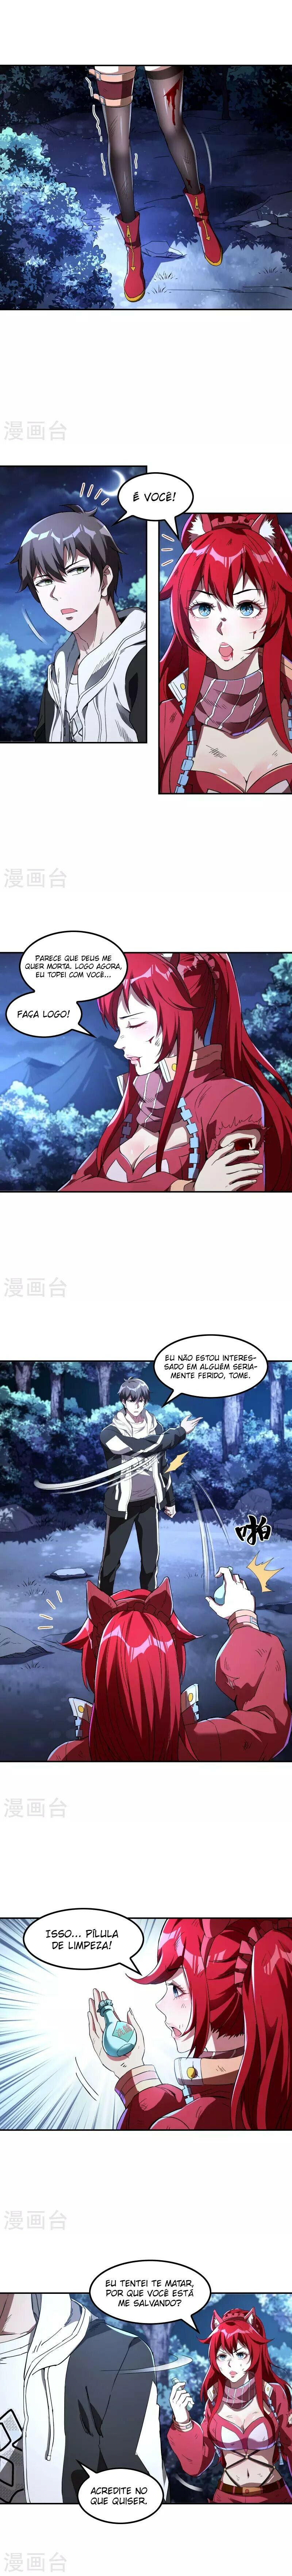 漫画台
É VOCÊ!
漫画台
PARECE QUE DEUS ME
QUER MORTA. LOGO AGORA,
EU TOPEI COM VOCÊ...
FAÇA LOGO!
漫画台
EU NÃO ESTOU INTERES-
SADO EM ALGUÉM SERIA-
MENTE FERIDO, TOME.
啪
漫画台
ISSO... PÍLULA
DE LIMPEZA!
漫画台
EU TENTEI TE MATAR,
POR QUE VOCÊ ESTÁ
ME SALVANDO?
ACREDITE NO
QUE QUISER.
漫画台